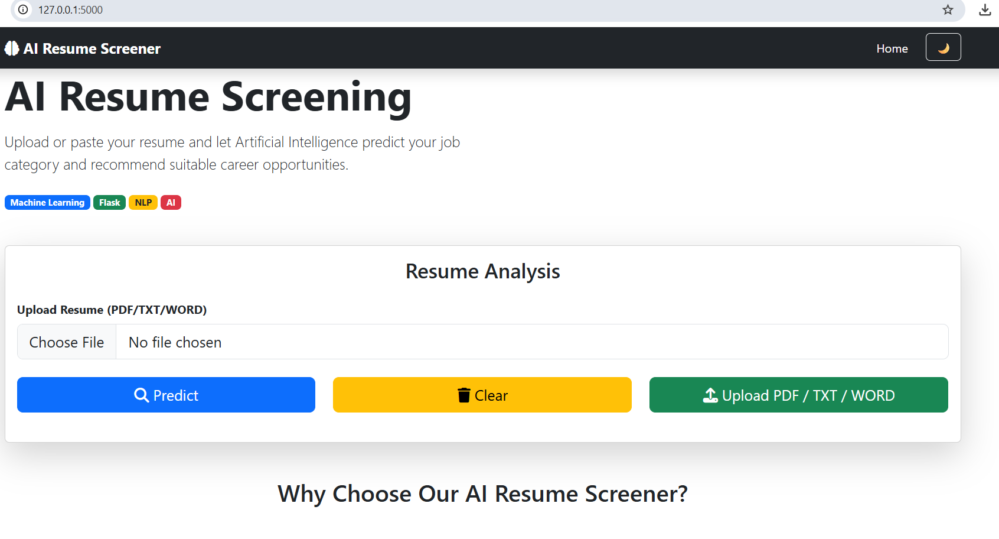 127.0.0.1:5000
AI Resume Screener
Home
AI Resume Screening
Upload or paste your resume and let Artificial Intelligence predict your job
category and recommend suitable career opportunities.
Machine Learning Flask NLP AI
Resume Analysis
Upload Resume (PDF/TXT/WORD)
Choose File No file chosen
Predict Clear Upload PDF / TXT / WORD
Why Choose Our AI Resume Screener?